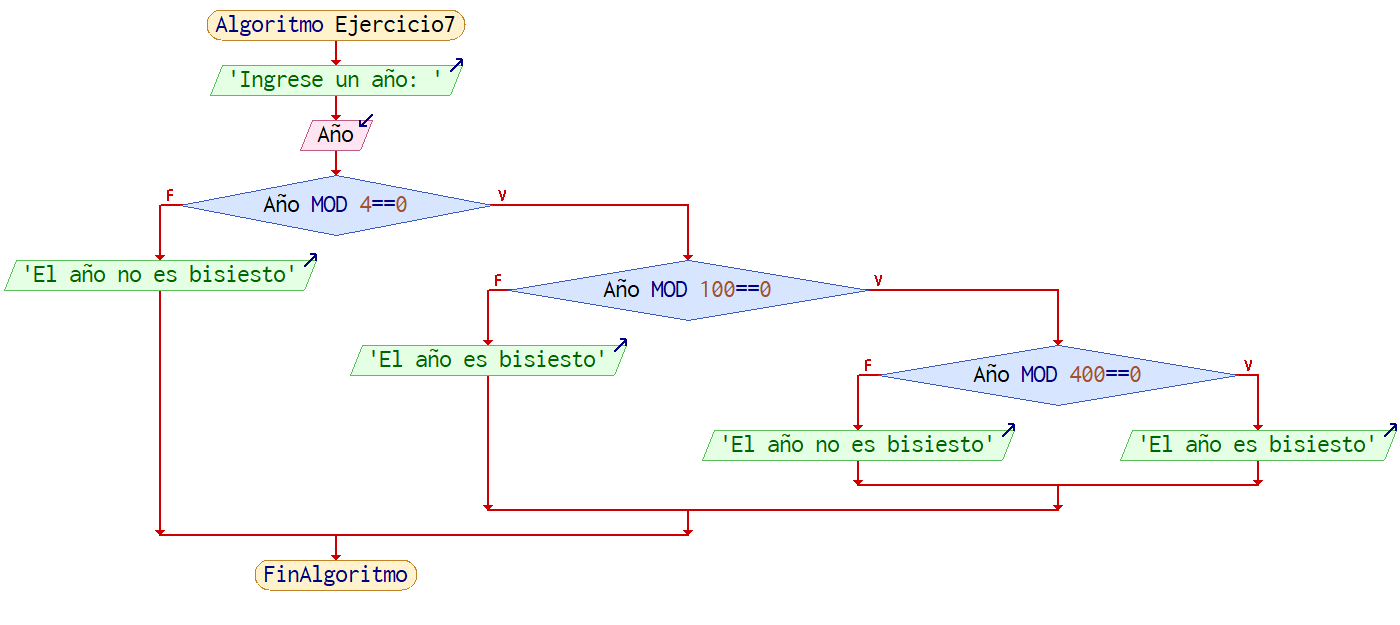 Algoritmo Ejercicio7
'Ingrese un año: '
Año
F
V
Año MOD 4==0
'El año no es bisiesto'
F
V
Año MOD 100==0
'El año es bisiesto'
F
V
Año MOD 400==0
'El año no es bisiesto'
'El año es bisiesto'
FinAlgoritmo